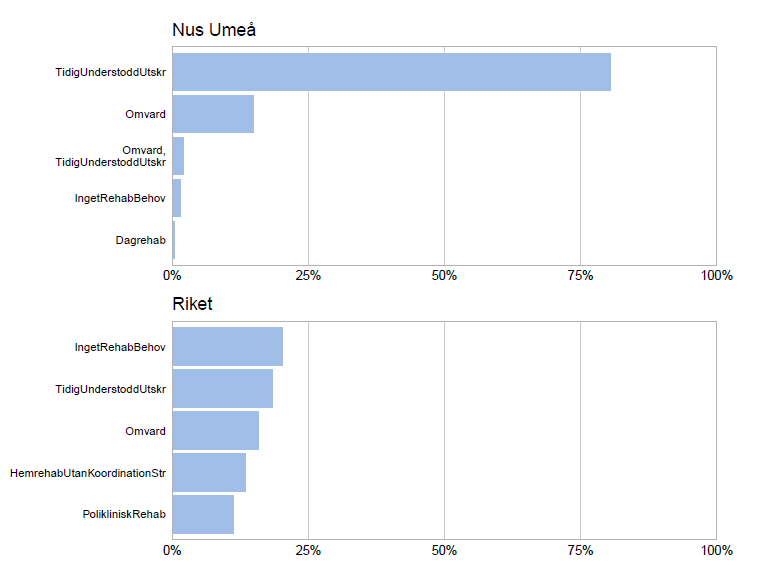 Nus Umeå
TidigUnderstoddUtskr
Omvard
Omvard,
TidigUnderstoddUtskr
IngetRehabBehov
Dagrehab
0% 25% 50% 75% 100%
Riket
IngetRehabBehov
TidigUnderstoddUtskr
Omvard
HemrehabUtanKoordinationStr
PolikliniskRehab
0% 25% 50% 75% 100%